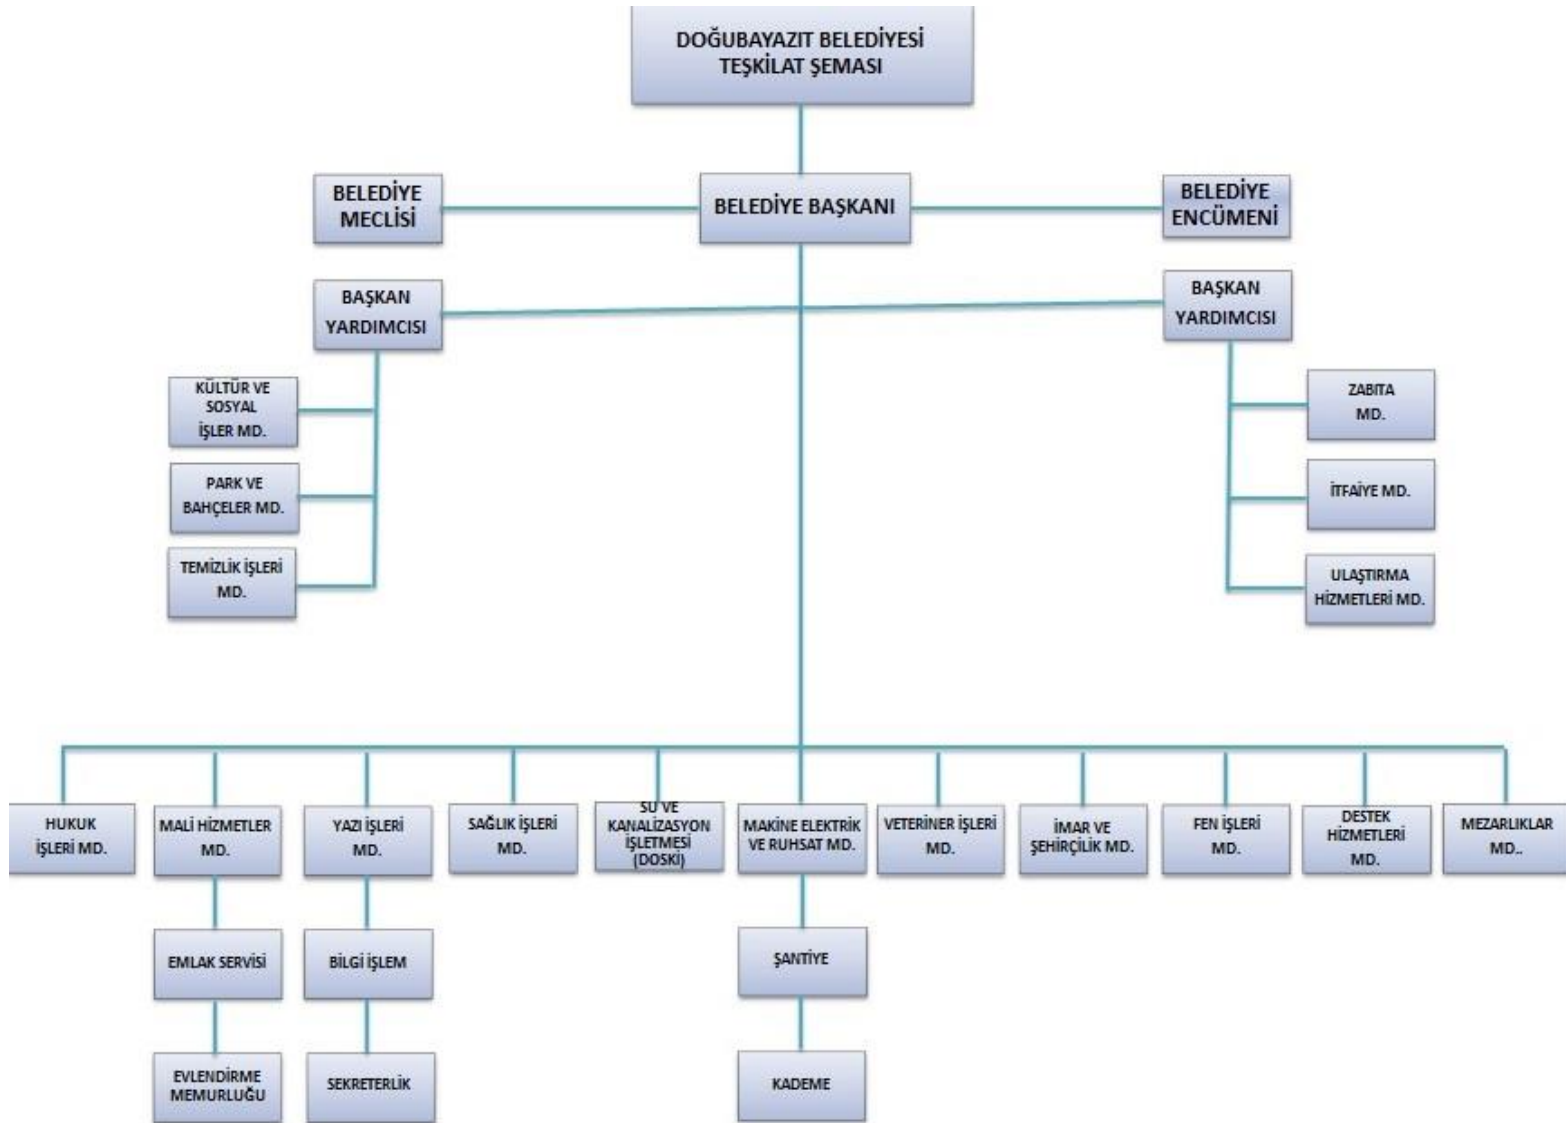 DOĞUBAYAZIT BELEDİYESİ
TEŞKİLAT ŞEMASI
BELEDİYE
MECLİSİ
BELEDİYE BAŞKANI
BELEDİYE
ENCÜMENİ
BAŞKAN
YARDIMCISI
BAŞKAN
YARDIMCISI
KÜLTÜR VE
SOSYAL
İŞLER MD.
PARK VE
BAHÇELER MD.
TEMİZLİK İŞLERİ
MD.
ZABITA
MD.
İTFAİYE MD.
ULAŞTIRMA
HİZMETLERİ MD.
HUKUK
İŞLERİ MD.
MALİ HİZMETLER
MD.
YAZI İŞLERİ
MD.
SAĞLIK İŞLERİ
MD.
SU VE
KANALİZASYON
İŞLETMESİ
(DOSKİ)
MAKİNE ELEKTRİK
VE RUHSAT MD.
VETERİNER İŞLERİ
MD.
İMAR VE
ŞEHİRÇİLİK MD.
FEN İŞLERİ
MD.
DESTEK
HİZMETLERİ
MD.
MEZARLIKLAR
MD..
EMLAK SERVİSİ
BİLGİ İŞLEM
ŞANTİYE
EVLENDİRME
MEMURLUĞU
SEKRETERLİK
KADEME